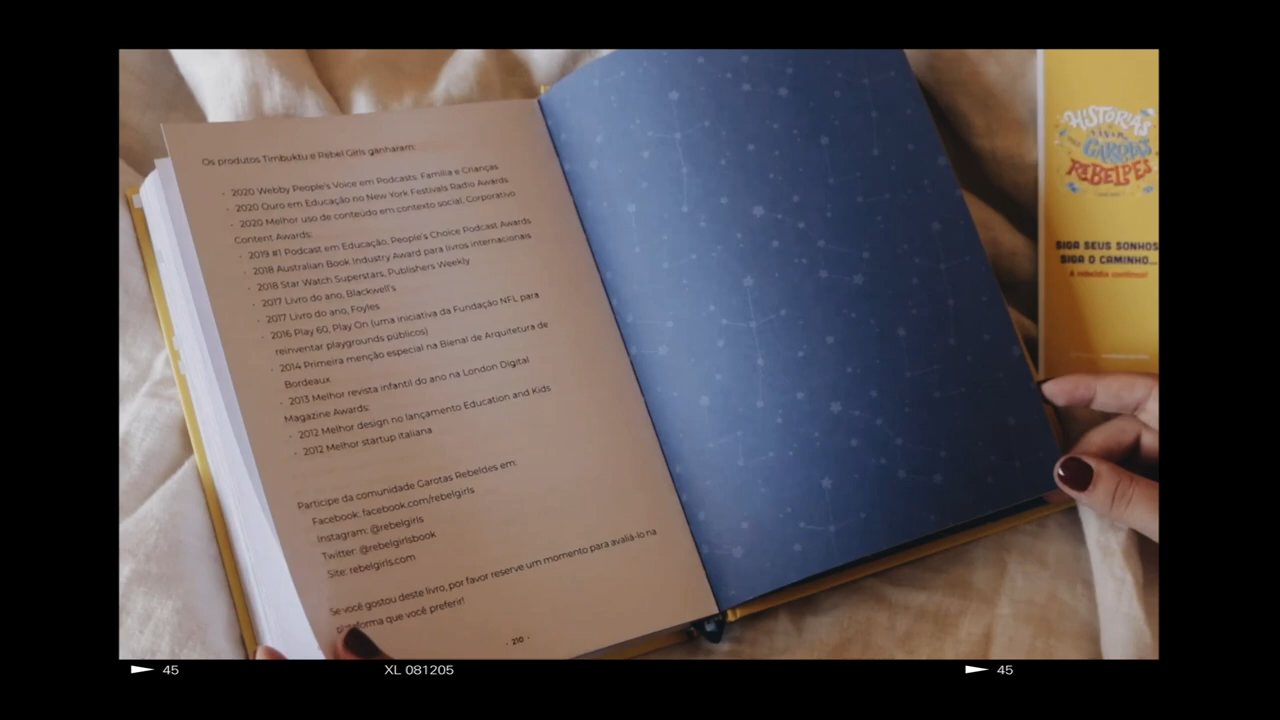 Os produtos Timbuktu e Rebel Girls ganharam:
· 2020 Webby People's Voice em Podcasts: Família e Crianças
· 2020 Ouro em Educação no New York Festivals Radio Awards
· 2020 Melhor uso de conteúdo em contexto social, Corporativo
Content Awards:
· 2019 #1 Podcast em Educação, People's Choice Podcast Awards
· 2018 Australian Book Industry Award para livros internacionais
· 2018 Star Watch Superstars, Publishers Weekly
· 2017 Livro do ano, Blackwell's
· 2017 Livro do ano, Foyles
· 2016 Play 60, Play On (uma iniciativa da Fundação NFL para
reinventar playgrounds públicos)
· 2014 Primeira menção especial na Bienal de Arquitetura de
Bordeaux
· 2013 Melhor revista infantil do ano na London Digital
Magazine Awards:
· 2012 Melhor design no lançamento Education and Kids
· 2012 Melhor startup italiana
Participe da comunidade Garotas Rebeldes em:
Facebook: facebook.com/rebelgirls
Instagram: @rebelgirls
Twitter: @rebelgirlsbook
Site: rebelgirls.com
Se você gostou deste livro, por favor reserve um momento para avaliá-lo na
plataforma que você preferir!
· 210 ·
HISTÓRIAS
GAROTAS
REBELDES
SIGA SEUS SONHOS
SIGA O CAMINHO...
A rebeldia continua!
45
XL 081205
45